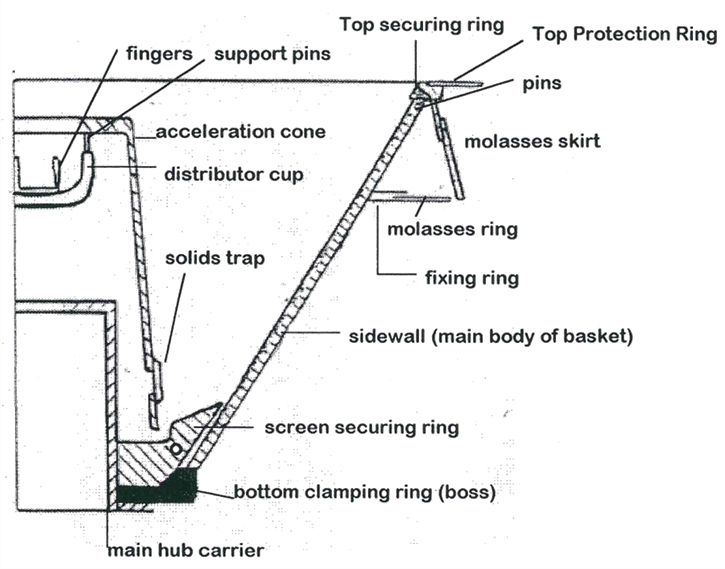 Top securing ring
Top Protection Ring
fingers
support pins
pins
acceleration cone
molasses skirt
distributor cup
molasses ring
solids trap
fixing ring
sidewall (main body of basket)
screen securing ring
bottom clamping ring (boss)
main hub carrier